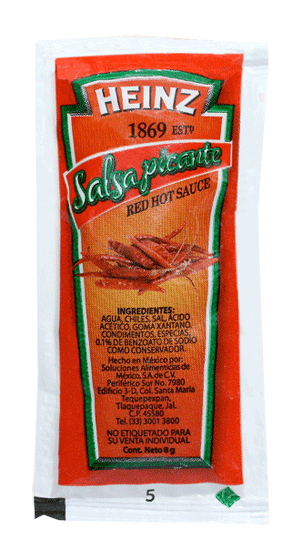 HEINZ
1869 ESTD
Salsa picante
RED HOT SAUCE
INGREDIENTES:
AGUA, CHILES, SAL, ÁCIDO
ACÉTICO, GOMA XANTANO,
CONDIMENTOS, ESPECIAS,
0.1% DE BENZOATO DE SODIO
COMO CONSERVADOR.
Hecho en México por:
Soluciones Alimenticias de
México, S.A. de C.V.
Periférico Sur No. 7980
Edificio 3-D, Col. Santa María
Tequepexpan,
Tlaquepaque, Jal.
C.P. 45580
Tel. (33) 3001 3800
NO ETIQUETADO PARA
SU VENTA INDIVIDUAL
Cont. Neto 8 g
5